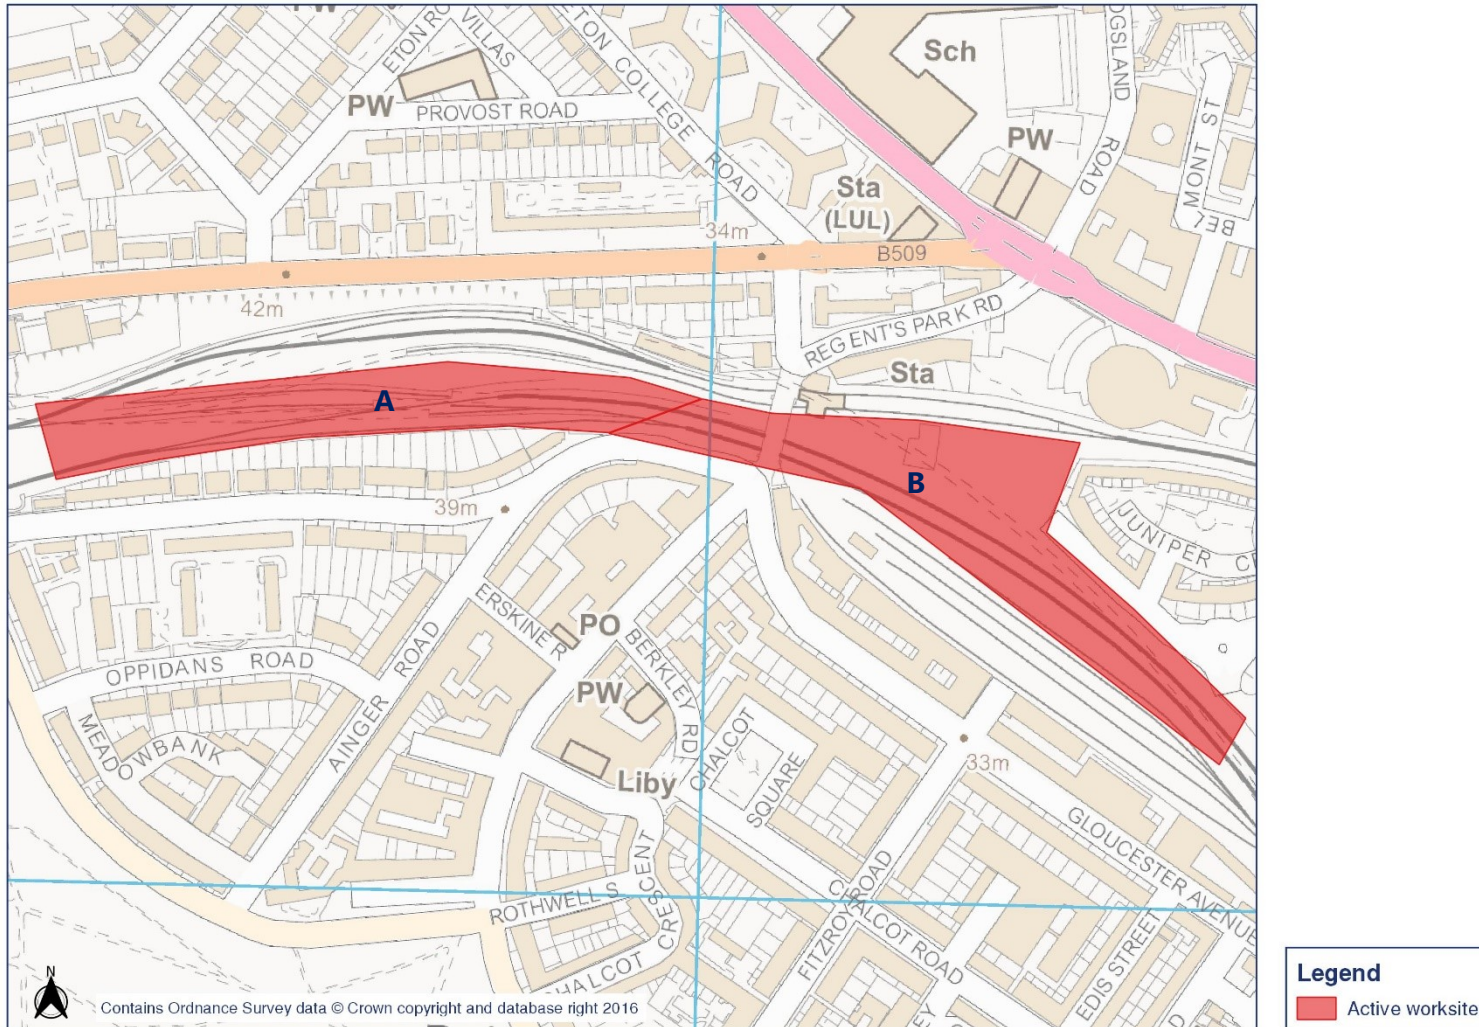 PW
ETON RO
VILLAS
ETON COLLEGE ROAD
Sch
OGSLAND ROAD
PW
PROVOST ROAD
PW
MONT ST
BEL
Sta
(LUL)
34m
B509
42m
REGENT'S PARK RD
Sta
A
B
39m
JUNIPER CR
ERSKINE R
PO
BERKLEY RD
OPPIDANS ROAD
AINGER ROAD
PW
MEADOWBANK
CHALCOT
SQUARE
33m
Liby
GLOUCESTER AVENUE
ROTHWELL S
CRESCENT
CHALCOT
FITZROY ROAD
CHALCOT ROAD
EDIS STREET
N
Contains Ordnance Survey data © Crown copyright and database right 2016
Legend
Active worksite